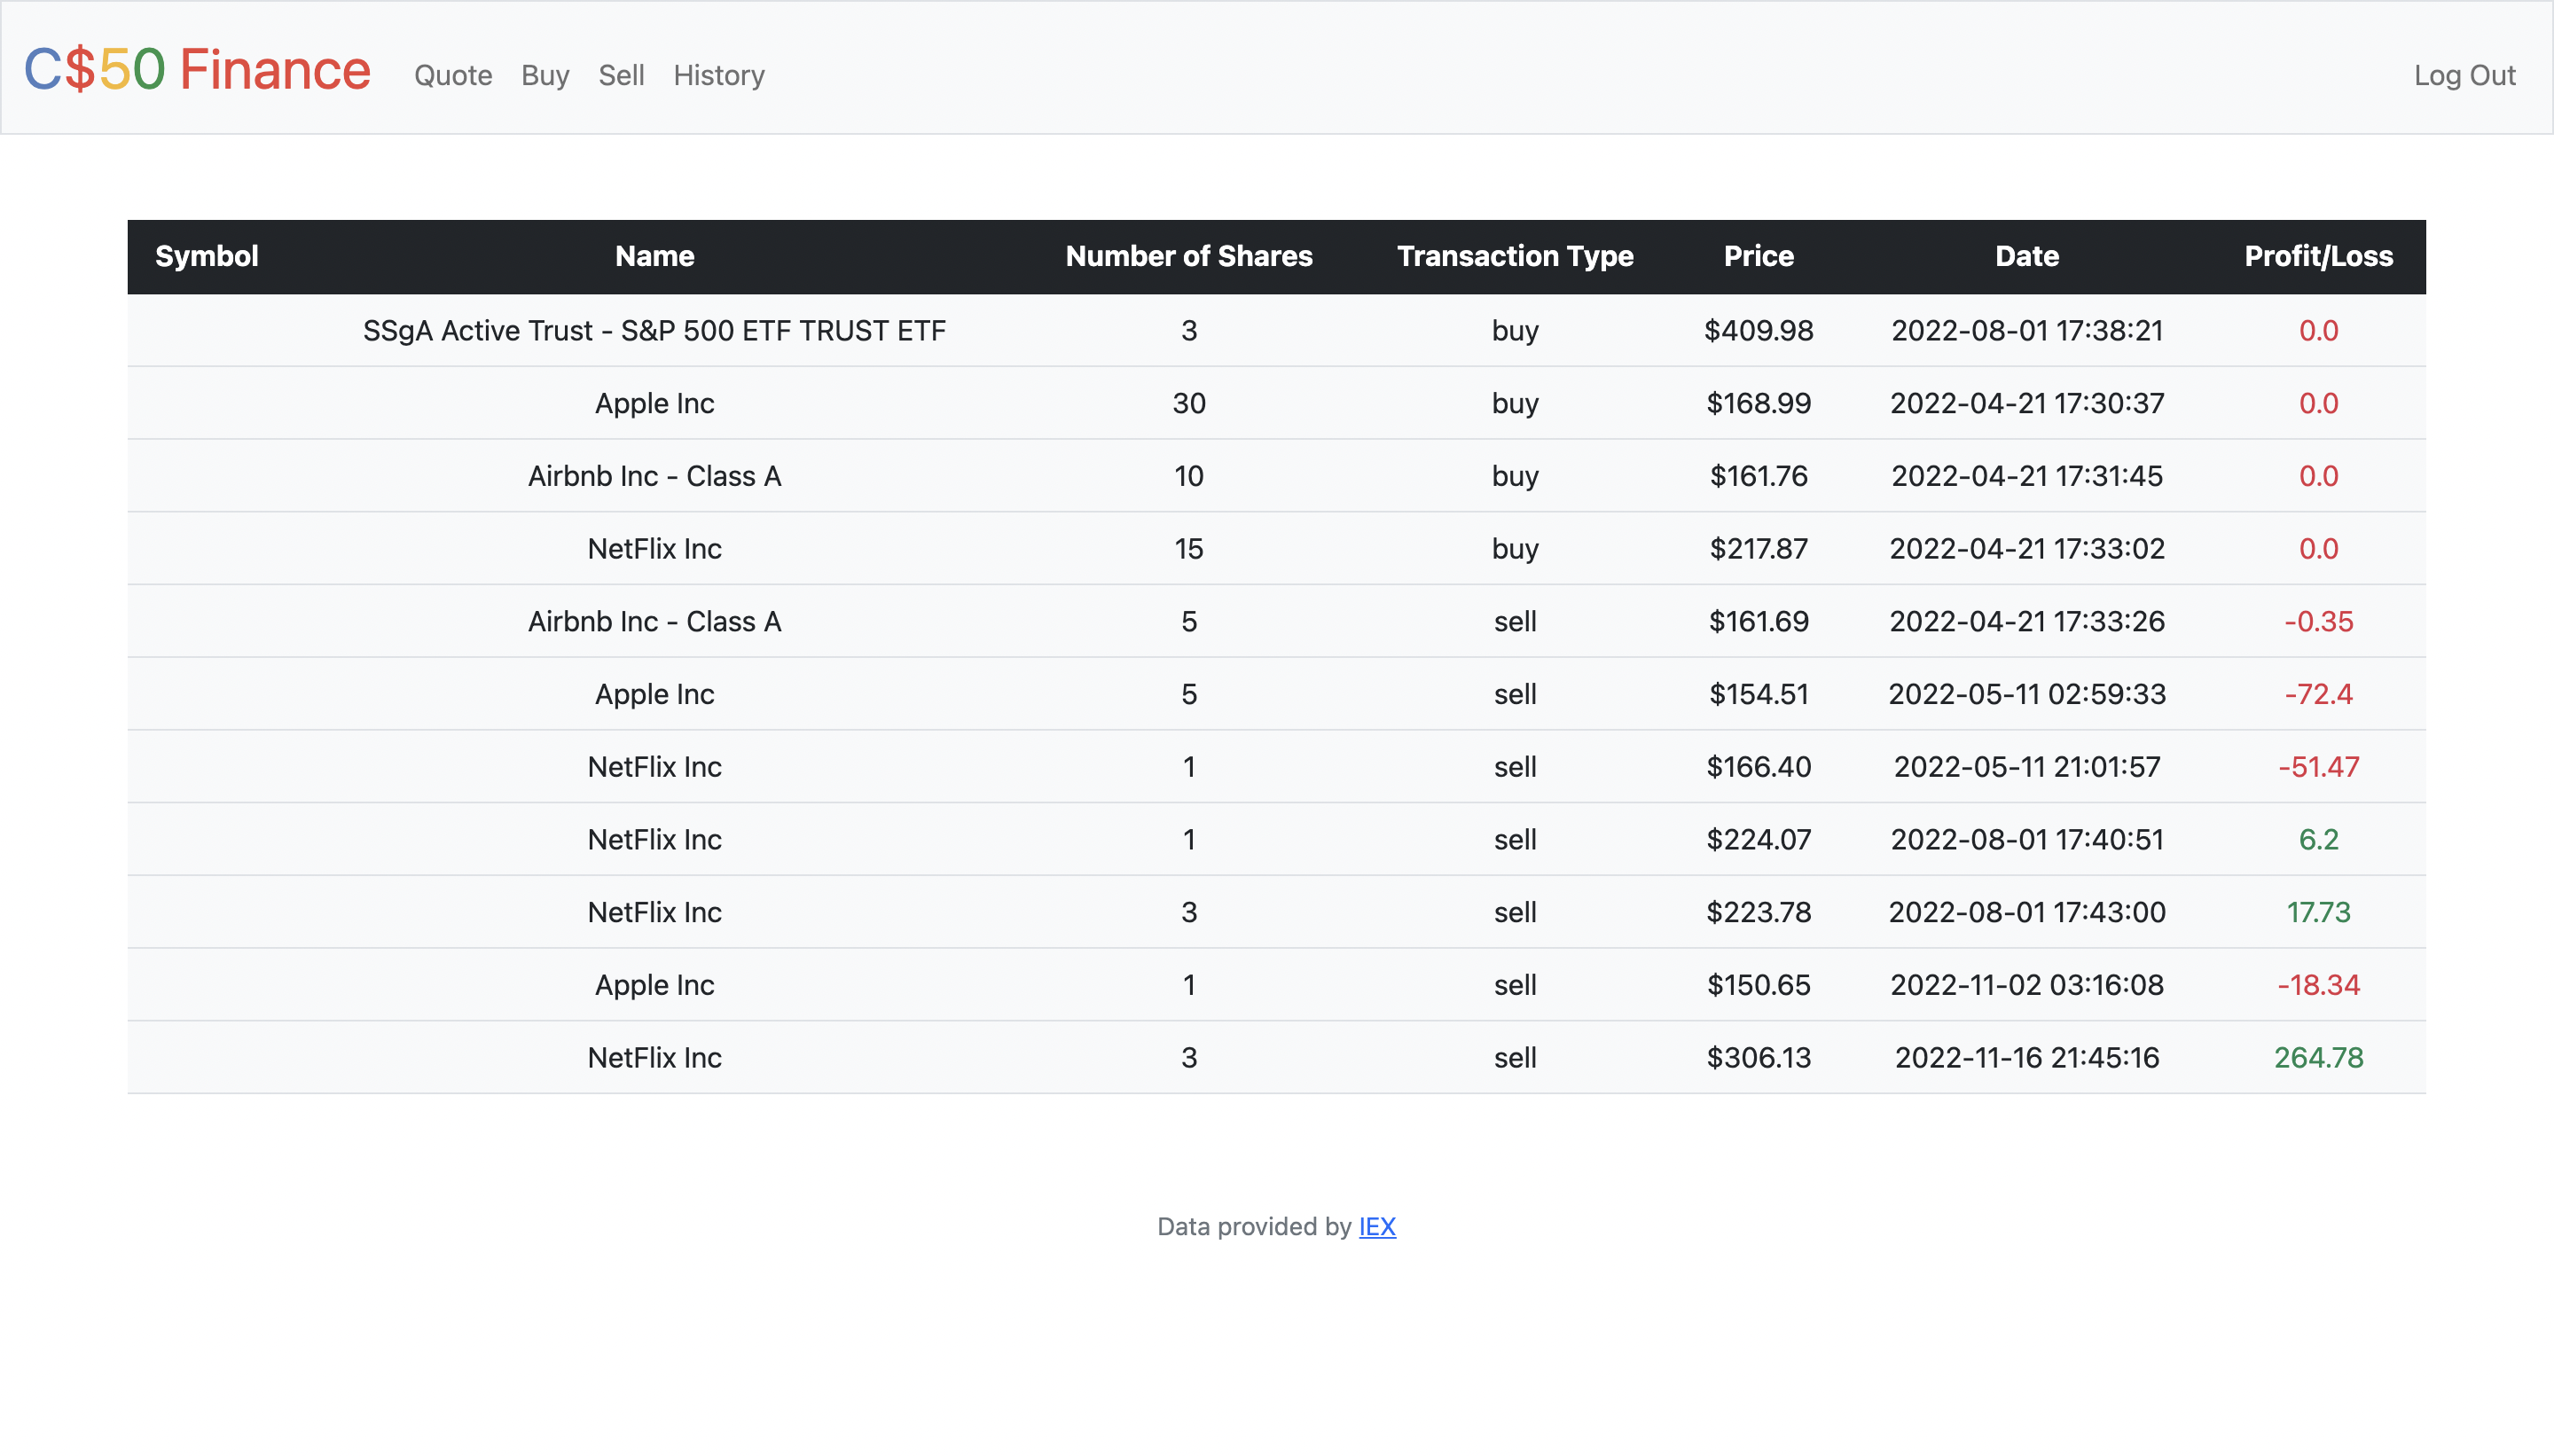 C$50 Finance Quote Buy Sell History Log Out
Symbol Name Number of Shares Transaction Type Price Date Profit/Loss
SSgA Active Trust - S&P 500 ETF TRUST ETF 3 buy $409.98 2022-08-01 17:38:21 0.0
Apple Inc 30 buy $168.99 2022-04-21 17:30:37 0.0
Airbnb Inc - Class A 10 buy $161.76 2022-04-21 17:31:45 0.0
NetFlix Inc 15 buy $217.87 2022-04-21 17:33:02 0.0
Airbnb Inc - Class A 5 sell $161.69 2022-04-21 17:33:26 -0.35
Apple Inc 5 sell $154.51 2022-05-11 02:59:33 -72.4
NetFlix Inc 1 sell $166.40 2022-05-11 21:01:57 -51.47
NetFlix Inc 1 sell $224.07 2022-08-01 17:40:51 6.2
NetFlix Inc 3 sell $223.78 2022-08-01 17:43:00 17.73
Apple Inc 1 sell $150.65 2022-11-02 03:16:08 -18.34
NetFlix Inc 3 sell $306.13 2022-11-16 21:45:16 264.78
Data provided by IEX